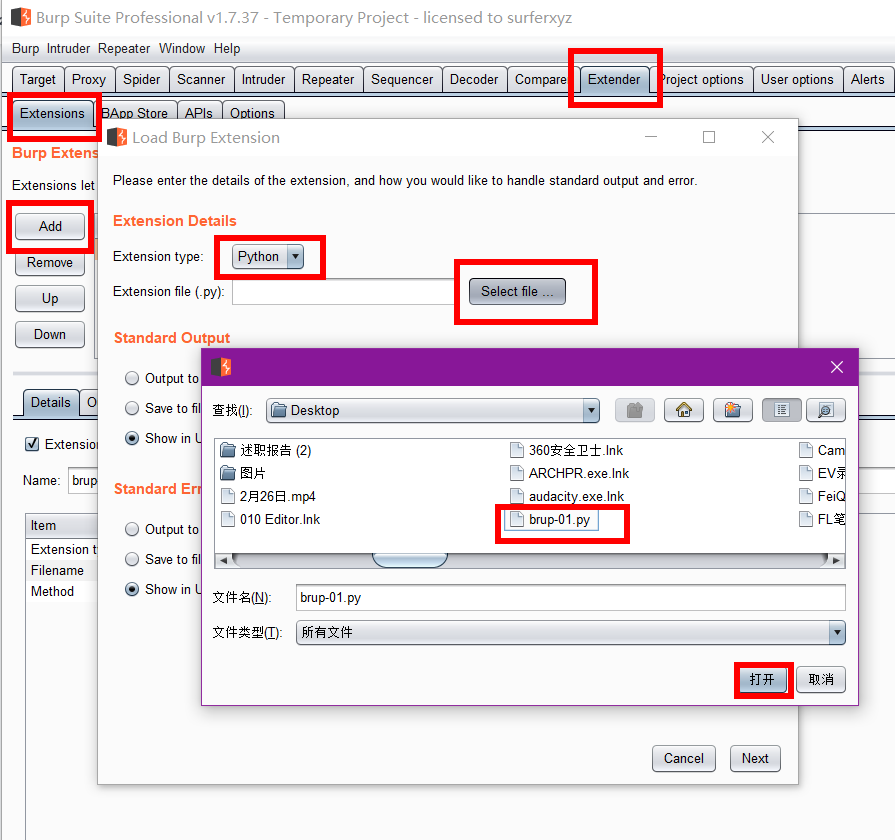 Burp Suite Professional v1.7.37 - Temporary Project - licensed to surferxyz
Burp Intruder Repeater Window Help
Target Proxy Spider Scanner Intruder Repeater Sequencer Decoder Compare Extender Project options User options Alerts
Extensions BApp Store APIs Options
Load Burp Extension
Burp Extens
Please enter the details of the extension, and how you would like to handle standard output and error.
Extensions let
Extension Details
Add
Extension type: Python
Remove
Extension file (.py): Select file ...
Up
Down
Standard Output
Output to
Save to fil
Show in U
查找(I): Desktop
述职报告 (2)
图片
2月26日.mp4
010 Editor.lnk
360安全卫士.lnk
ARCHPR.exe.lnk
audacity.exe.lnk
brup-01.py
Cam
EV录
FeiQ
FL笔
Details O
Extension
Name: brup
Standard Err
Output to
Save to fil
Show in U
Item
Extension t
Filename
Method
文件名(N): brup-01.py
文件类型(T): 所有文件
打开 取消
Cancel Next